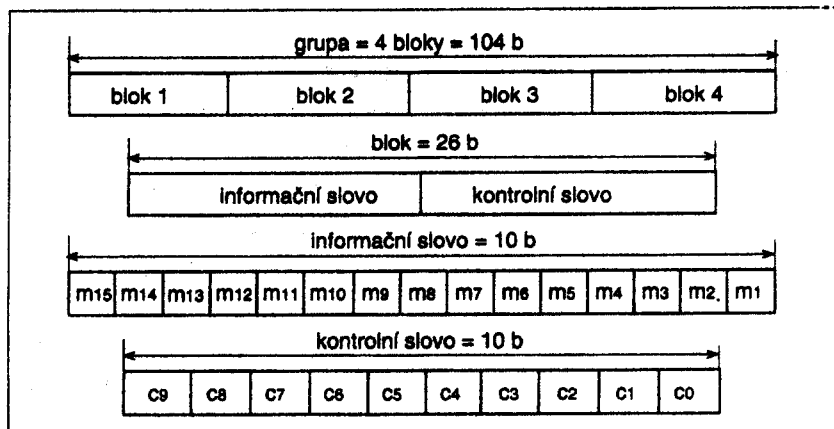 grupa = 4 bloky = 104 b
blok 1 blok 2 blok 3 blok 4
blok = 26 b
informační slovo kontrolní slovo
informační slovo = 10 b
m15 m14 m13 m12 m11 m10 m9 m8 m7 m6 m5 m4 m3 m2 m1
kontrolní slovo = 10 b
c9 c8 c7 c6 c5 c4 c3 c2 c1 c0